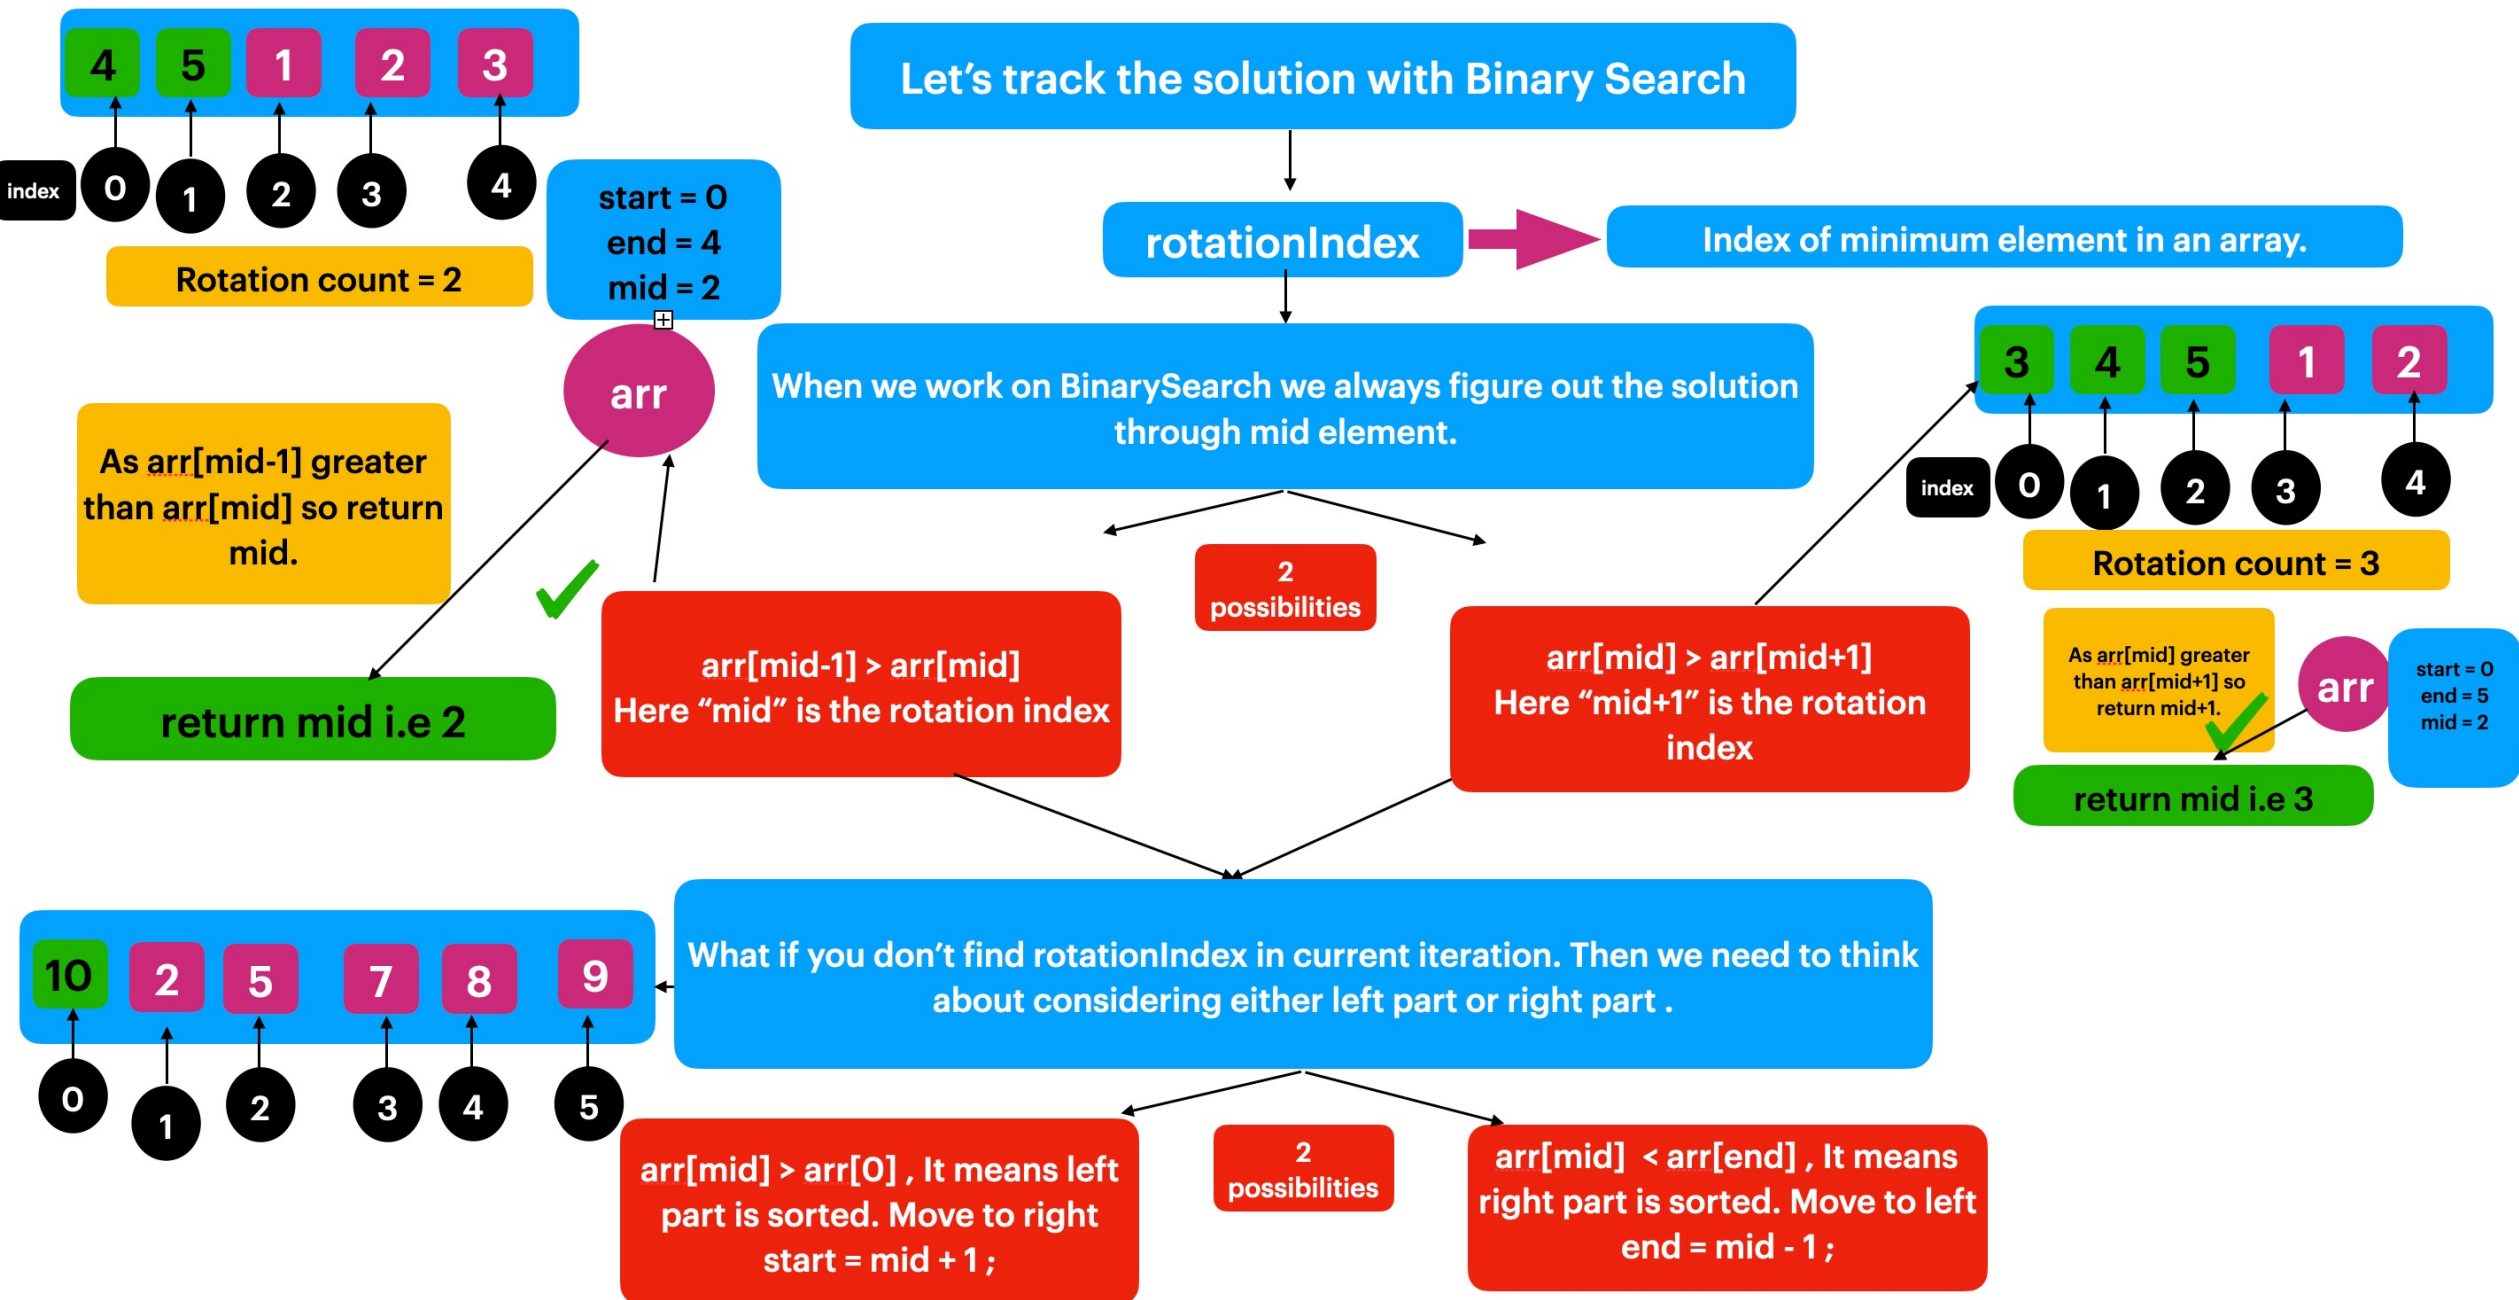 4 5 1 2 3
index 0 1 2 3 4
Rotation count = 2
start = 0
end = 4
mid = 2
Let's track the solution with Binary Search
rotationIndex
Index of minimum element in an array.
arr
When we work on BinarySearch we always figure out the solution
through mid element.
As arr[mid-1] greater
than arr[mid] so return
mid.
return mid i.e 2
3 4 5 1 2
index 0 1 2 3 4
Rotation count = 3
2
possibilities
arr[mid-1] > arr[mid]
Here “mid” is the rotation index
arr[mid] > arr[mid+1]
Here “mid+1” is the rotation
index
As arr[mid] greater
than arr[mid+1] so
return mid+1.
arr
start = 0
end = 5
mid = 2
return mid i.e 3
10 2 5 7 8 9
0 1 2 3 4 5
What if you don't find rotationIndex in current iteration. Then we need to think
about considering either left part or right part .
arr[mid] > arr[0] , It means left
part is sorted. Move to right
start = mid + 1 ;
2
possibilities
arr[mid] < arr[end] , It means
right part is sorted. Move to left
end = mid - 1 ;